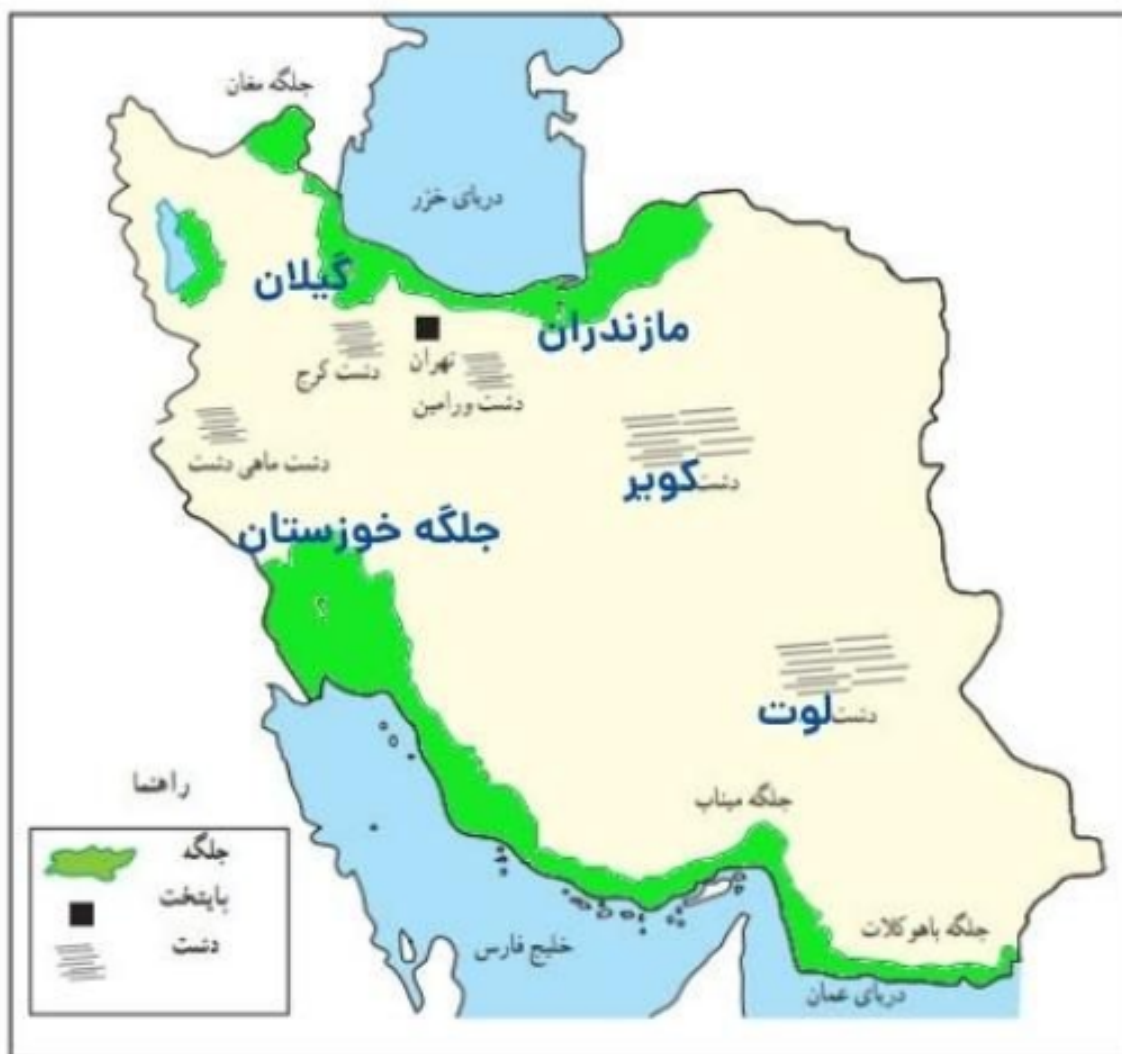 جلگه مغان
دریای خزر
گیلان
مازندران
تهران
دشت کرج
دشت ورامین
دشت ماهی دشت
دشت کویر
جلگه خوزستان
؟
دشت لوت
جلگه میناب
جلگه باهوکلات
خلیج فارس
دریای عمان
راهنما
جلگه
پایتخت
دشت